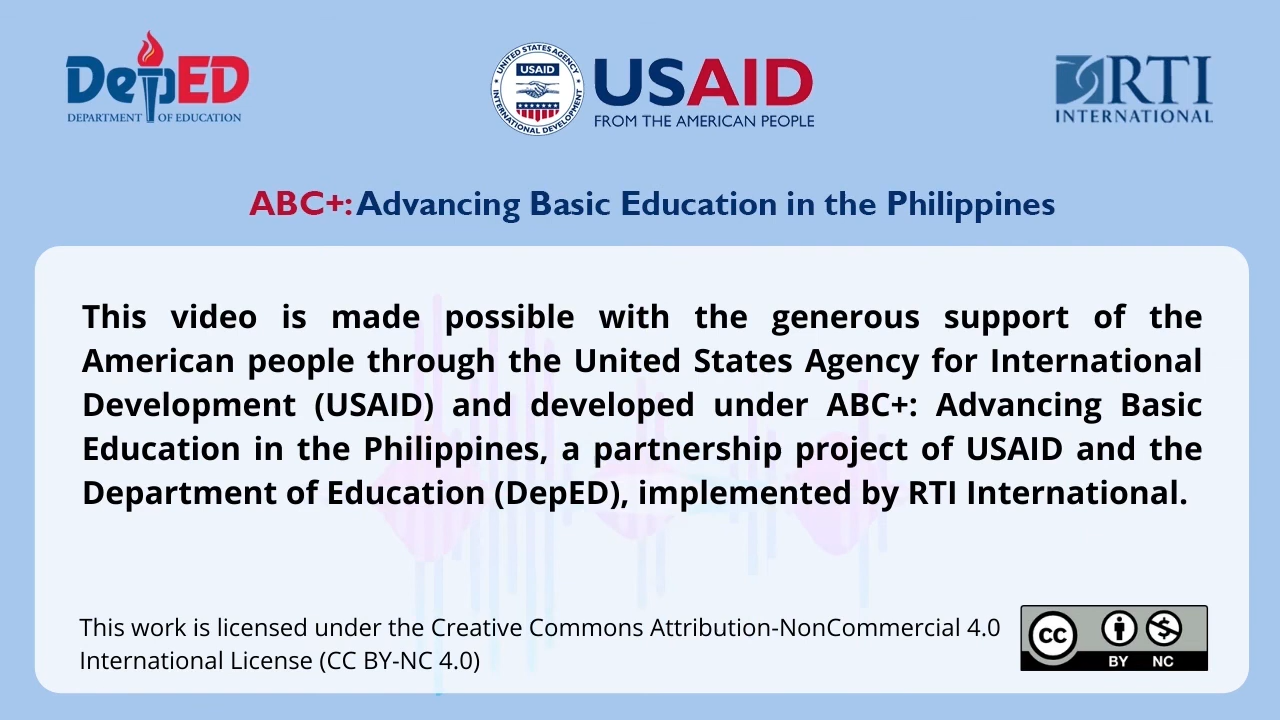 DepED
DEPARTMENT OF EDUCATION
UNITED STATES AGENCY
USAID
INTERNATIONAL DEVELOPMENT
USAID
FROM THE AMERICAN PEOPLE
RTI
INTERNATIONAL
ABC+: Advancing Basic Education in the Philippines
This video is made possible with the generous support of the
American people through the United States Agency for International
Development (USAID) and developed under ABC+: Advancing Basic
Education in the Philippines, a partnership project of USAID and the
Department of Education (DepED), implemented by RTI International.
This work is licensed under the Creative Commons Attribution-NonCommercial 4.0
International License (CC BY-NC 4.0)
cc
BY NC